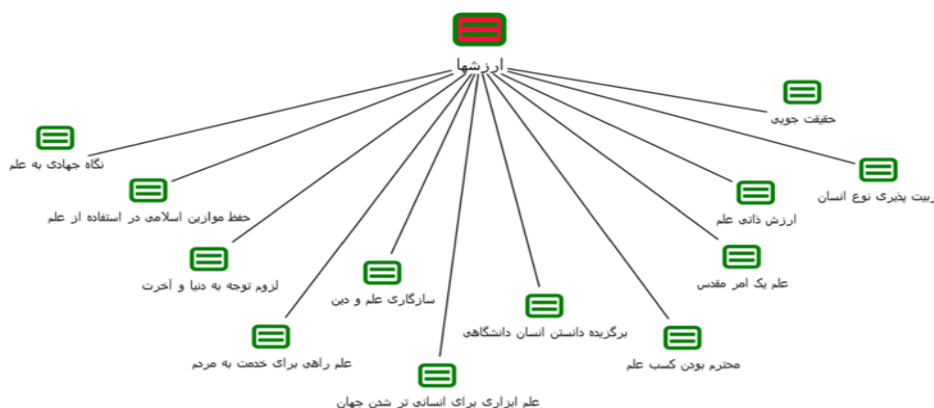 ارزشها
حقیقت جویی
نگاه جهادی به علم
ربیت پذیری نوع انسان
حفظ موازین اسلامی در استفاده از علم
ارزش ذاتی علم
لزوم توجه به دنیا و آخرت
علم یک امر مقدس
سازگاری علم و دین
برگزیده دانستن انسان دانشگاهی
علم راهی برای خدمت به مردم
محترم بودن کسب علم
علم ابزاری برای انسانی تر شدن جهان